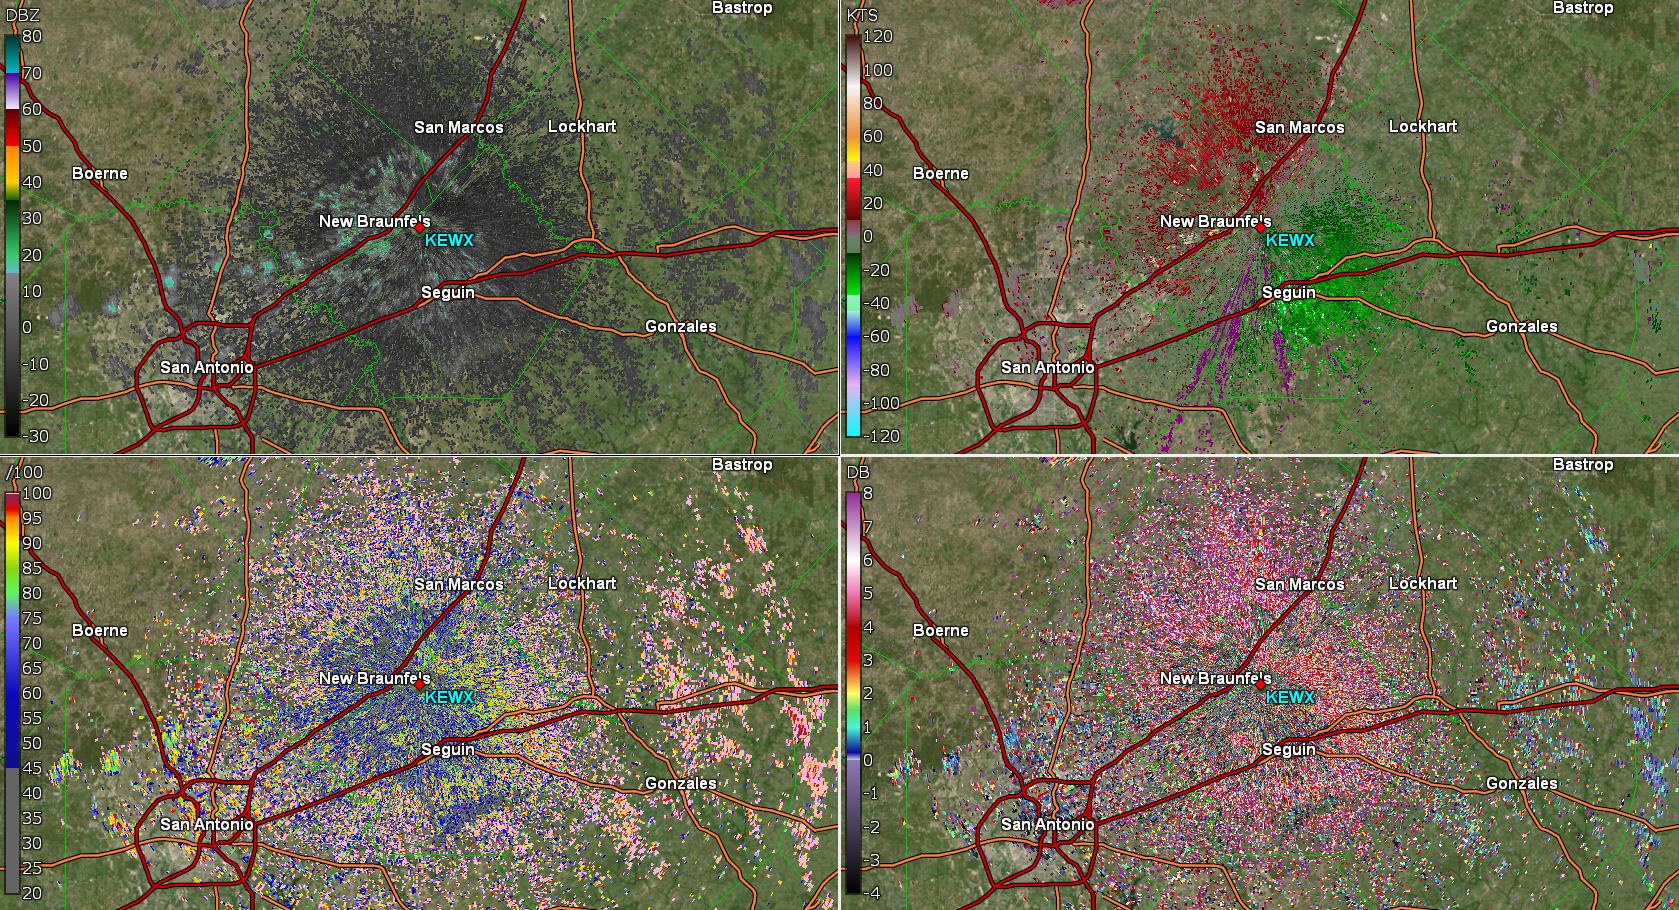 DBZ
80
70
60
50
40
30
20
10
0
-10
-20
-30
Bastrop
San Marcos
Lockhart
Boerne
New Braunfe's
KEWX
Seguin
Gonzales
San Antonio
KTS
120
100
80
60
40
20
0
-20
-40
-60
-80
-100
-120
Bastrop
San Marcos
Lockhart
Boerne
New Braunfe's
KEWX
Seguin
Gonzales
San Antonio
/100
100
95
90
85
80
75
70
65
60
55
50
45
40
35
30
25
20
Bastrop
San Marcos
Lockhart
Boerne
New Braunfe's
KEWX
Seguin
Gonzales
San Antonio
DB
8
7
6
5
4
3
2
1
0
-1
-2
-3
-4
Bastrop
San Marcos
Lockhart
Boerne
New Braunfe's
KEWX
Seguin
Gonzales
San Antonio